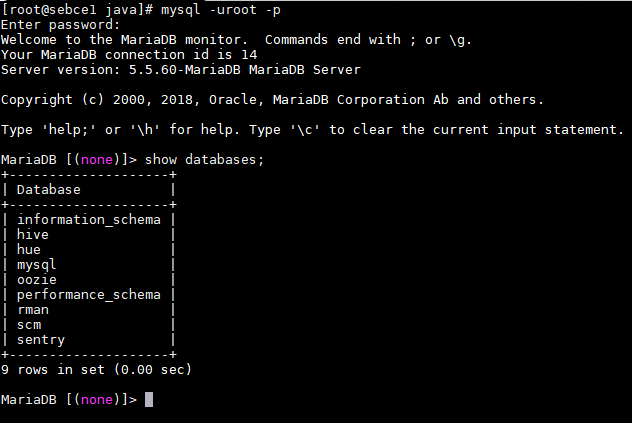 [root@sebce1 java]# mysql -uroot -p
Enter password:
Welcome to the MariaDB monitor.  Commands end with ; or \g.
Your MariaDB connection id is 14
Server version: 5.5.60-MariaDB MariaDB Server

Copyright (c) 2000, 2018, Oracle, MariaDB Corporation Ab and others.

Type 'help;' or '\h' for help. Type '\c' to clear the current input statement.

MariaDB [(none)]> show databases;
+--------------------+
| Database           |
+--------------------+
| information_schema |
| hive               |
| hue                |
| mysql              |
| oozie              |
| performance_schema |
| rman               |
| scm                |
| sentry             |
+--------------------+
9 rows in set (0.00 sec)

MariaDB [(none)]>